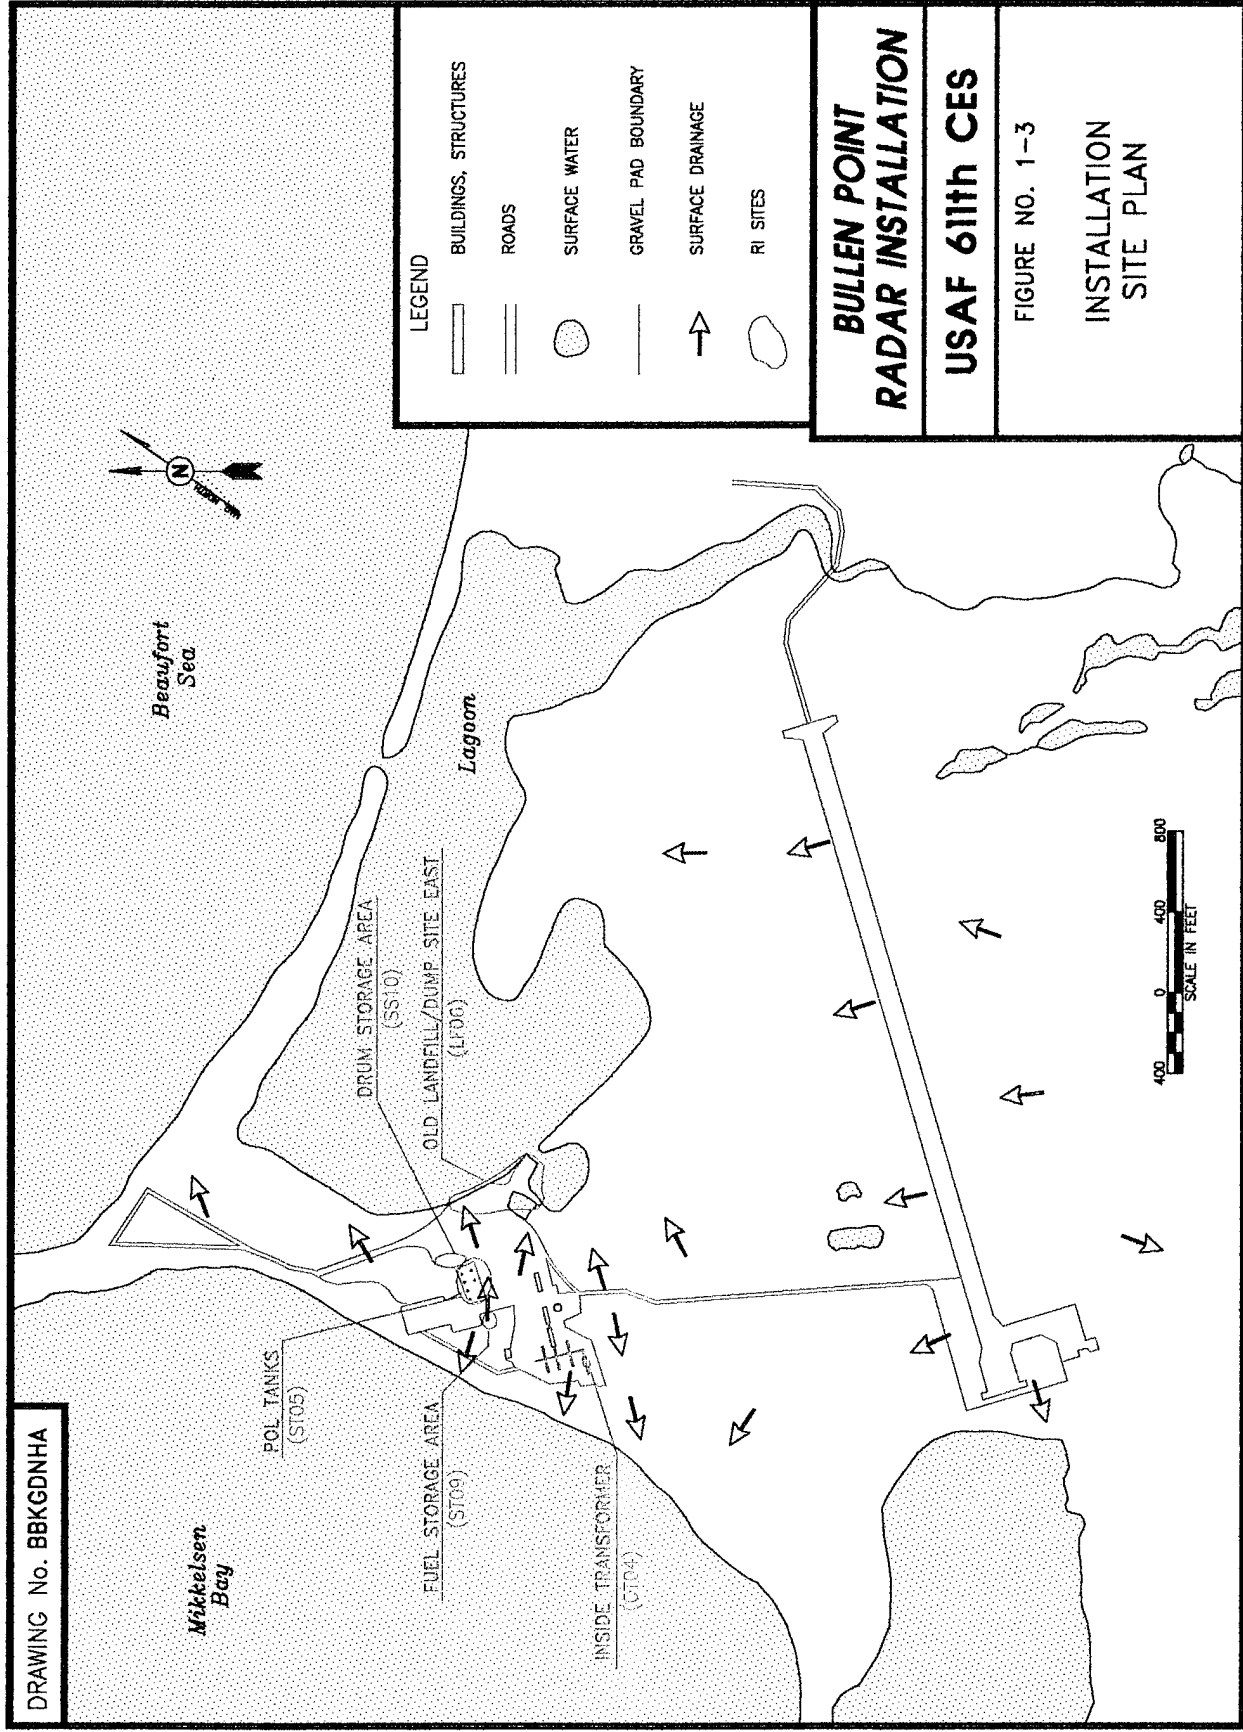 DRAWING No. BBKGDNHA
Mikkelsen
Bay
Beaufort
Sea
Lagoon
N
POL TANKS
(ST05)
FUEL STORAGE AREA
(ST09)
INSIDE TRANSFORMER
(OT04)
DRUM STORAGE AREA
(SS10)
OLD LANDFILL/DUMP SITE EAST
(LF06)
400 0 400 800
SCALE IN FEET
LEGEND
BUILDINGS, STRUCTURES
ROADS
SURFACE WATER
GRAVEL PAD BOUNDARY
SURFACE DRAINAGE
RI SITES
BULLEN POINT
RADAR INSTALLATION
USAF 611th CES
FIGURE NO. 1-3
INSTALLATION
SITE PLAN